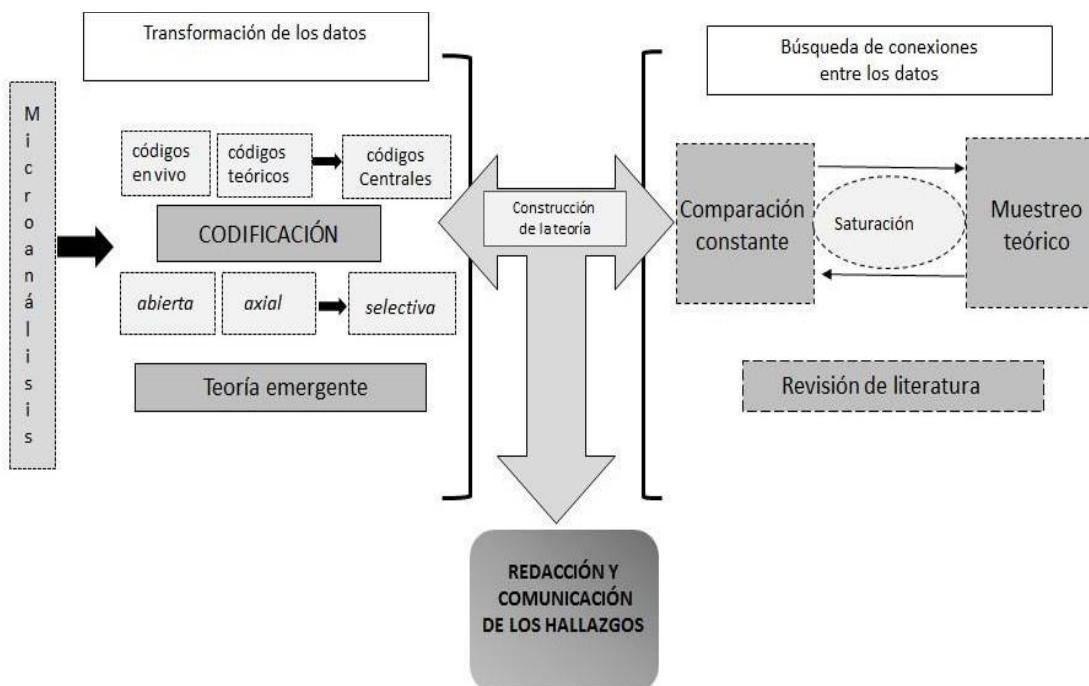 Transformación de los datos
Microanálisis
códigos
en vivo
códigos
teóricos
códigos
Centrales
CODIFICACIÓN
abierta
axial
selectiva
Teoría emergente
Construcción
de la teoría
Búsqueda de conexiones
entre los datos
Comparación
constante
Saturación
Muestreo
teórico
Revisión de literatura
REDACCIÓN Y
COMUNICACIÓN
DE LOS HALLAZGOS